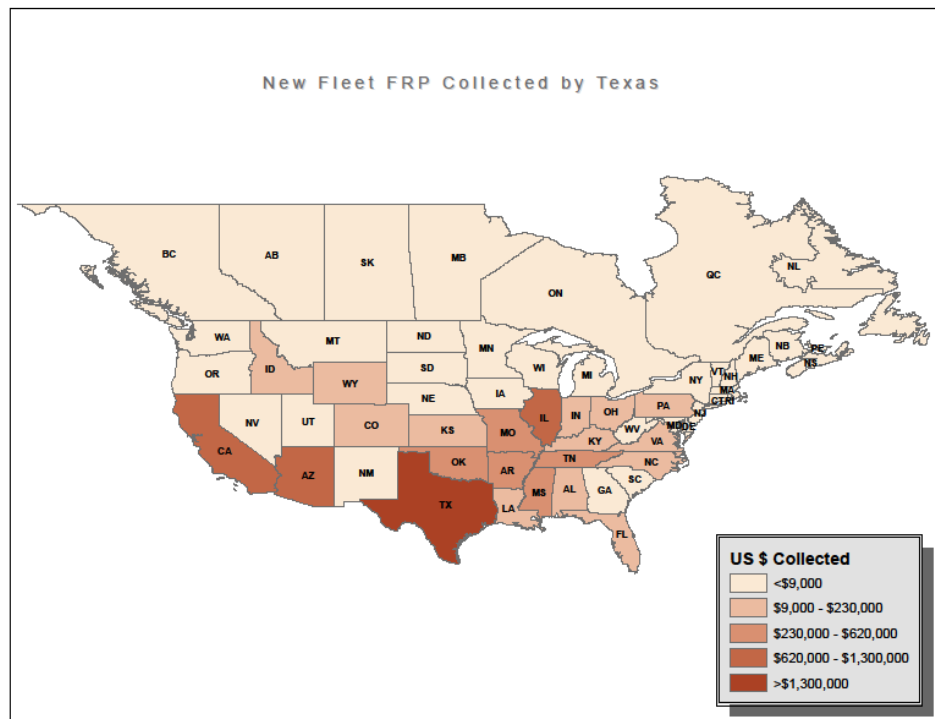 New Fleet FRP Collected by Texas
BC
AB
SK
MB
ON
QC
NL
WA
MT
ND
MN
OR
ID
WY
SD
WI
MI
NY
VT
NH
ME
NB
PE
NS
MA
CT
RI
NV
UT
CO
NE
IA
IL
IN
OH
PA
NJ
CA
AZ
NM
KS
MO
KY
WV
VA
MD
DE
OK
AR
TN
NC
SC
TX
LA
MS
AL
GA
FL
US $ Collected
<$9,000
$9,000 - $230,000
$230,000 - $620,000
$620,000 - $1,300,000
>$1,300,000